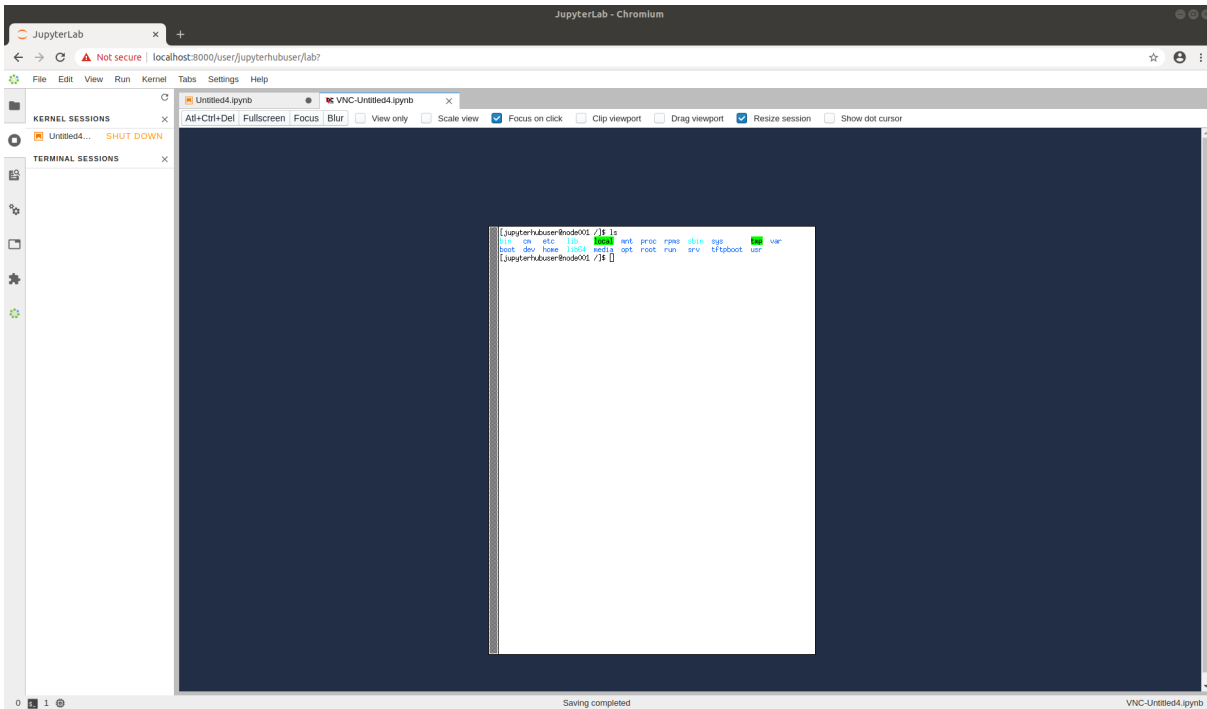 JupyterLab - Chromium
JupyterLab
Not secure | localhost:8000/user/jupyterhubuser/lab?
File Edit View Run Kernel Tabs Settings Help
Untitled4.ipynb VNC-Untitled4.ipynb
Atl+Ctrl+Del Fullscreen Focus Blur View only Scale view Focus on click Clip viewport Drag viewport Resize session Show dot cursor
KERNEL SESSIONS
Untitled4... SHUT DOWN
TERMINAL SESSIONS
[jupyterhubuser@node001 /]$ ls
bin cm etc lib local mnt proc rpms sbin sys tmp var
boot dev home lib64 media opt root run srv tftpboot usr
[jupyterhubuser@node001 /]$
0 1 Saving completed VNC-Untitled4.ipynb